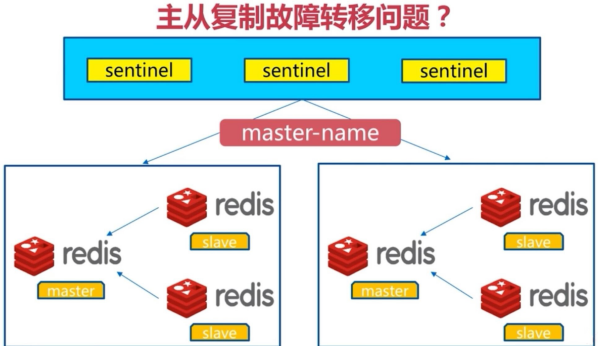 主从复制故障转移问题？
sentinel sentinel sentinel
master-name
redis
slave
redis
master
redis
slave
redis
slave
redis
master
redis
slave